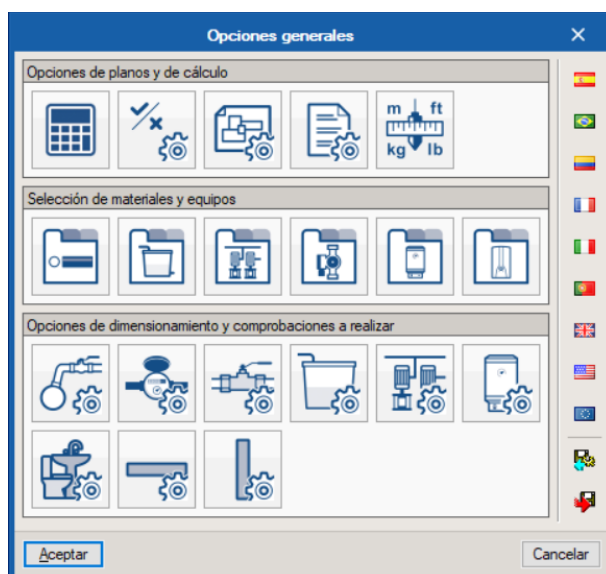 Opciones generales
Opciones de planos y de cálculo
m ft
kg lb
Selección de materiales y equipos
Opciones de dimensionamiento y comprobaciones a realizar
Aceptar
Cancelar